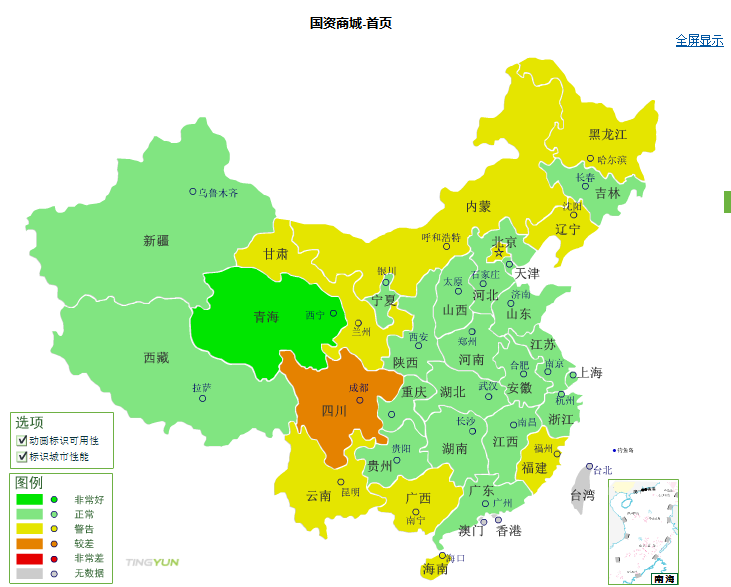 国资商城-首页
全屏显示
黑龙江
哈尔滨
长春
吉林
乌鲁木齐
内蒙
沈阳
辽宁
新疆
呼和浩特
北京
甘肃
天津
银川
石家庄
太原
河北
济南
宁夏
山西
山东
青海
西宁
兰州
西安
郑州
江苏
西藏
陕西
河南
合肥
南京
上海
拉萨
成都
重庆
湖北
武汉
安徽
杭州
四川
浙江
选项
动画标识可用性
标识城市性能
长沙
南昌
江西
贵阳
湖南
福州
钓鱼岛
贵州
福建
台北
图例
非常好
正常
警告
较差
非常差
无数据
云南
昆明
广西
广东
广州
台湾
南宁
澳门
香港
海口
海南
南海
TINGYUN